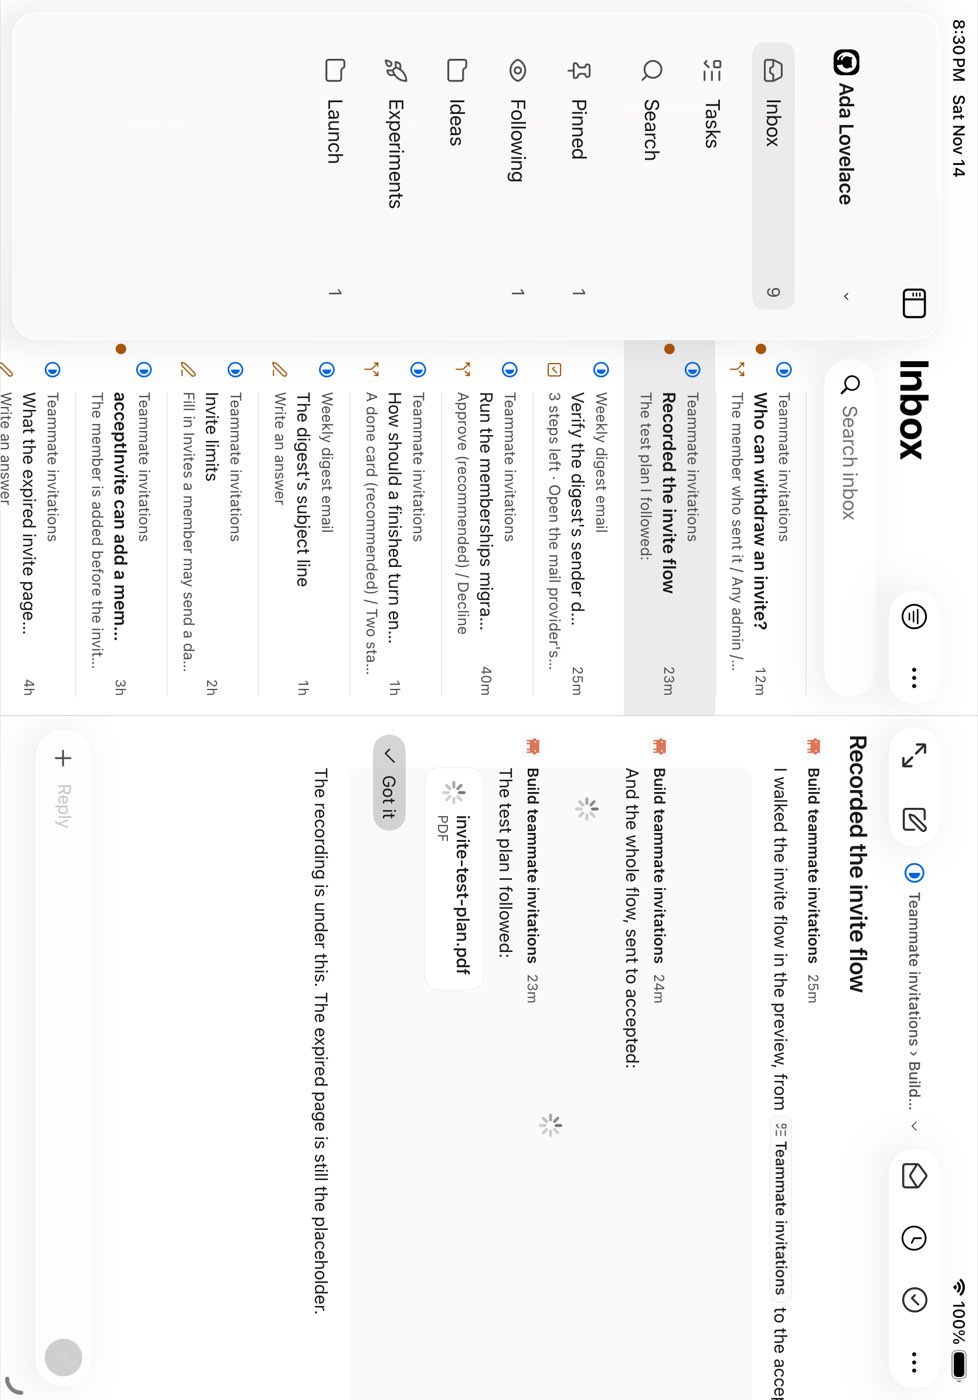 8:30 PM Sat Nov 14
100%
Ada Lovelace
Inbox 9
Tasks
Search
Pinned 1
Following 1
Ideas
Experiments
Launch 1
Inbox
Search inbox
Teammate invitations
Who can withdraw an invite? 12m
The member who sent it / Any admin /...
Teammate invitations
Recorded the invite flow 23m
The test plan I followed:
Weekly digest email
Verify the digest's sender d... 25m
3 steps left · Open the mail provider's...
Teammate invitations
Run the memberships migra... 40m
Approve (recommended) / Decline
Teammate invitations
How should a finished turn en... 1h
A done card (recommended) / Two sta...
Weekly digest email
The digest's subject line 1h
Write an answer
Teammate invitations
Invite limits 2h
Fill in Invites a member may send a da...
Teammate invitations
acceptInvite can add a mem... 3h
The member is added before the invit...
Teammate invitations
What the expired invite page... 4h
Write an answer
Teammate invitations › Build...
Recorded the invite flow
Build teammate invitations 25m
I walked the invite flow in the preview, from Teammate invitations to the accep
Build teammate invitations 24m
And the whole flow, sent to accepted:
Build teammate invitations 23m
The test plan I followed:
invite-test-plan.pdf
PDF
Got it
The recording is under this. The expired page is still the placeholder.
Reply